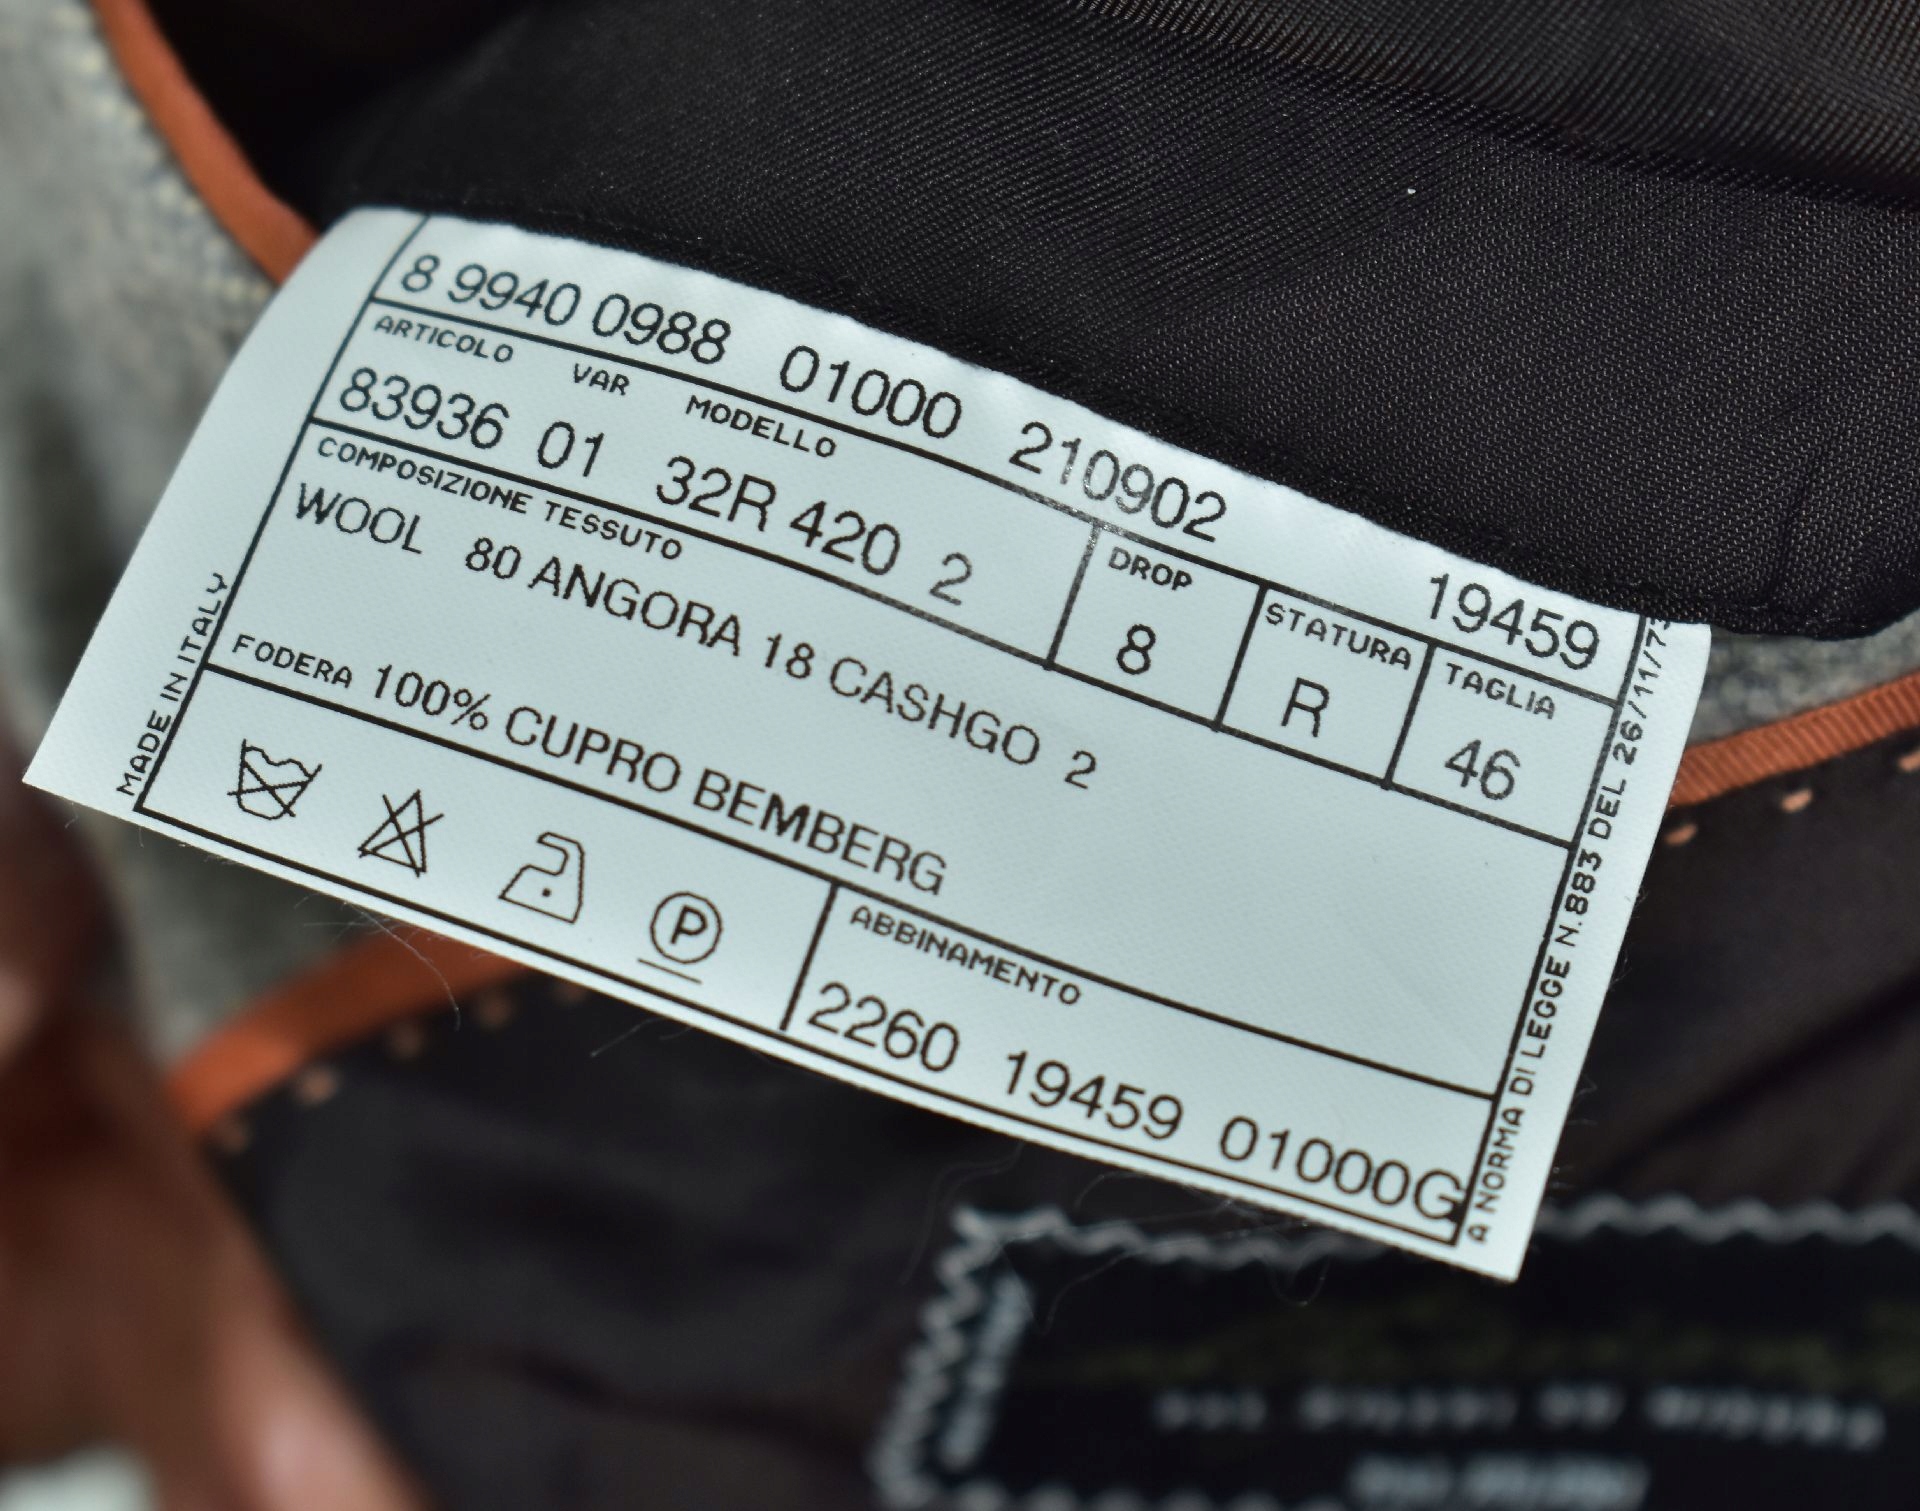 8 9940 0988 01000 210902 19459
ARTICOLO VAR MODELLO DROP STATURA TAGLIA
83936 01 32R 420 2 8 R 46
COMPOSIZIONE TESSUTO
WOOL 80 ANGORA 18 CASHGO 2
FODERA 100% CUPRO BEMBERG
P
ABBINAMENTO
2260 19459 01000G
MADE IN ITALY
A NORMA DI LEGGE N.883 DEL 26/11/73